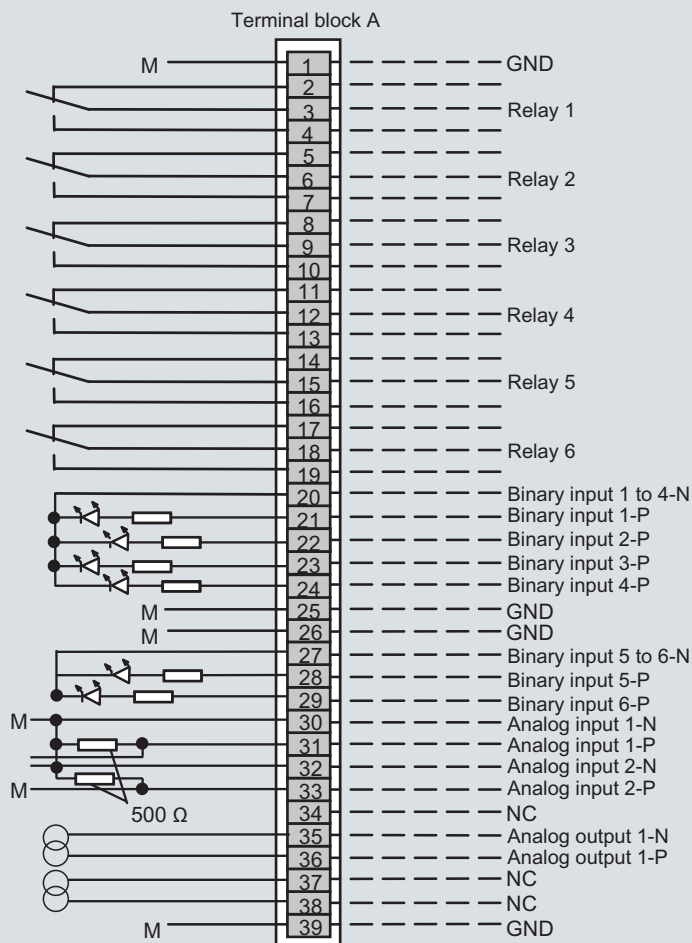 Terminal block A
M 1 GND
2
3 Relay 1
4
5
6 Relay 2
7
8
9 Relay 3
10
11
12 Relay 4
13
14
15 Relay 5
16
17
18 Relay 6
19
20 Binary input 1 to 4-N
21 Binary input 1-P
22 Binary input 2-P
23 Binary input 3-P
24 Binary input 4-P
M 25 GND
M 26 GND
27 Binary input 5 to 6-N
28 Binary input 5-P
29 Binary input 6-P
M 30 Analog input 1-N
31 Analog input 1-P
32 Analog input 2-N
M 33 Analog input 2-P
500 Ω 34 NC
35 Analog output 1-N
36 Analog output 1-P
37 NC
38 NC
M 39 GND